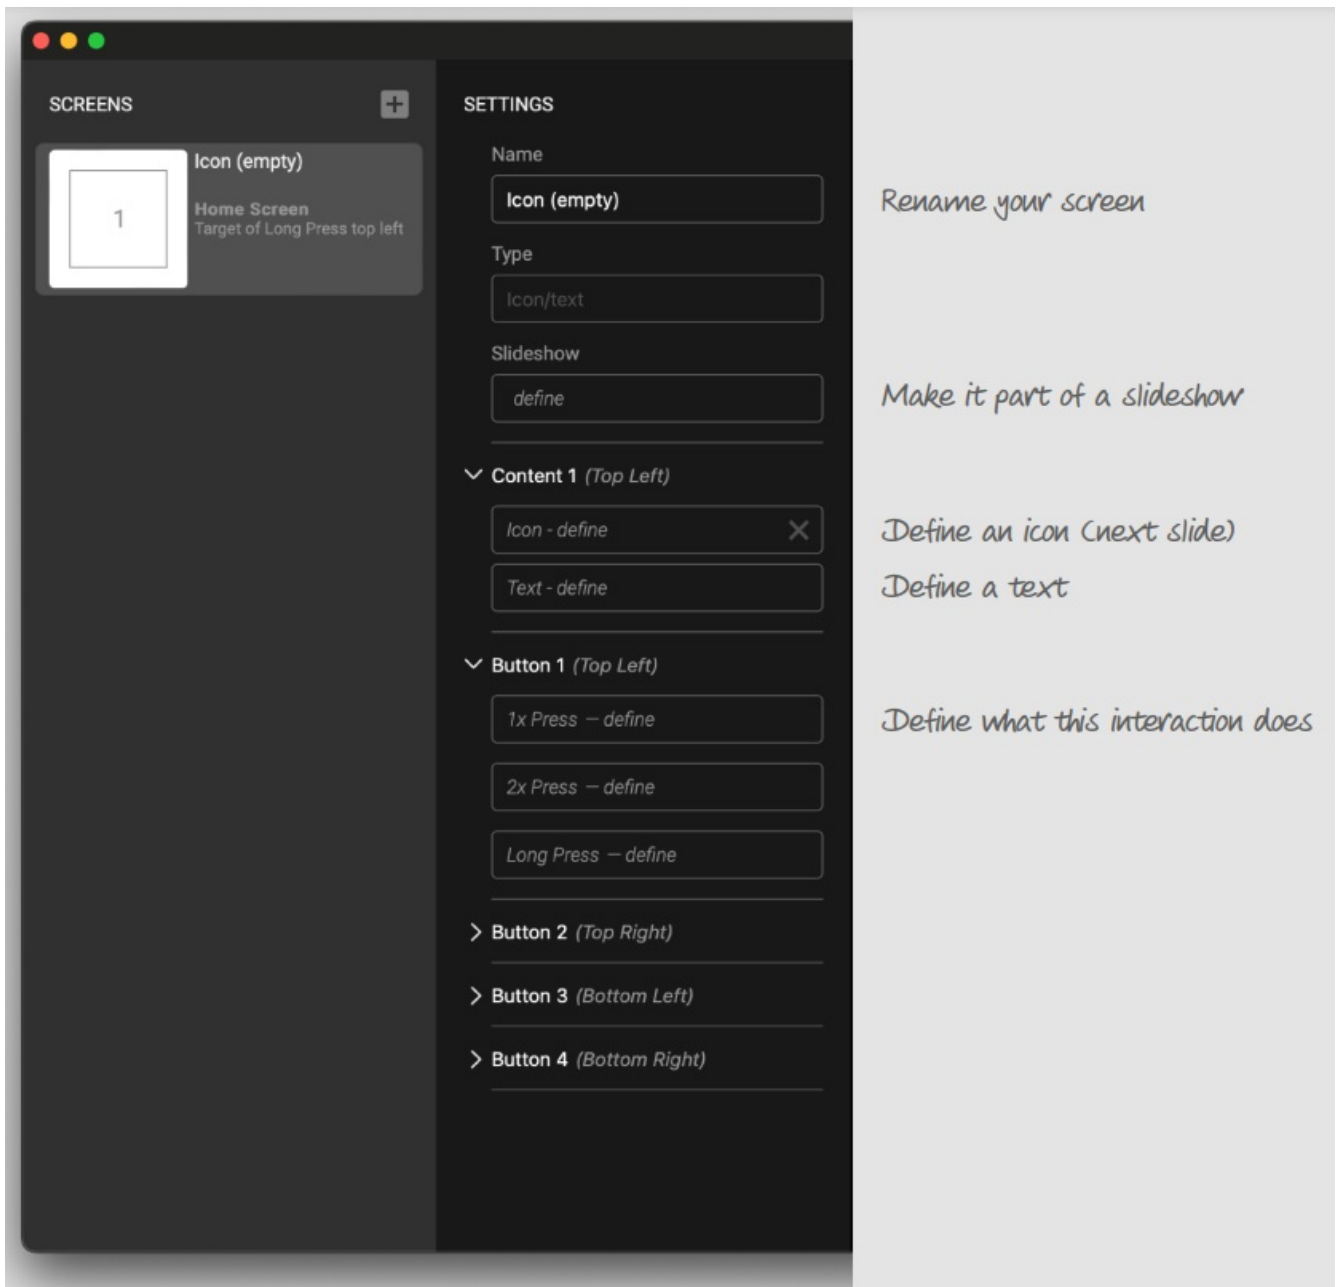 SCREENS
Icon (empty)
1
Home Screen
Target of Long Press top left
SETTINGS
Name
Icon (empty)
Rename your screen
Type
Icon/text
Slideshow
define
Make it part of a slideshow
Content 1 (Top Left)
Icon - define
Define an icon (next slide)
Text - define
Define a text
Button 1 (Top Left)
1x Press — define
Define what this interaction does
2x Press — define
Long Press — define
Button 2 (Top Right)
Button 3 (Bottom Left)
Button 4 (Bottom Right)